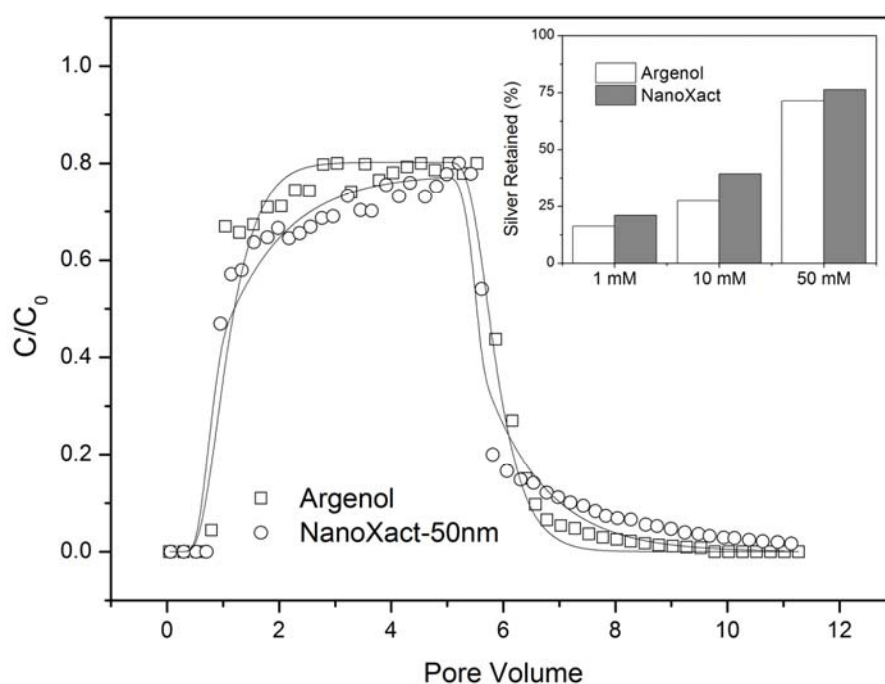 1.0
0.8
0.6
0.4
0.2
0.0
C/C0
0
2
4
6
8
10
12
Pore Volume
Argenol
NanoXact-50nm
100
75
50
25
0
Silver Retained (%)
Argenol
NanoXact
1 mM
10 mM
50 mM